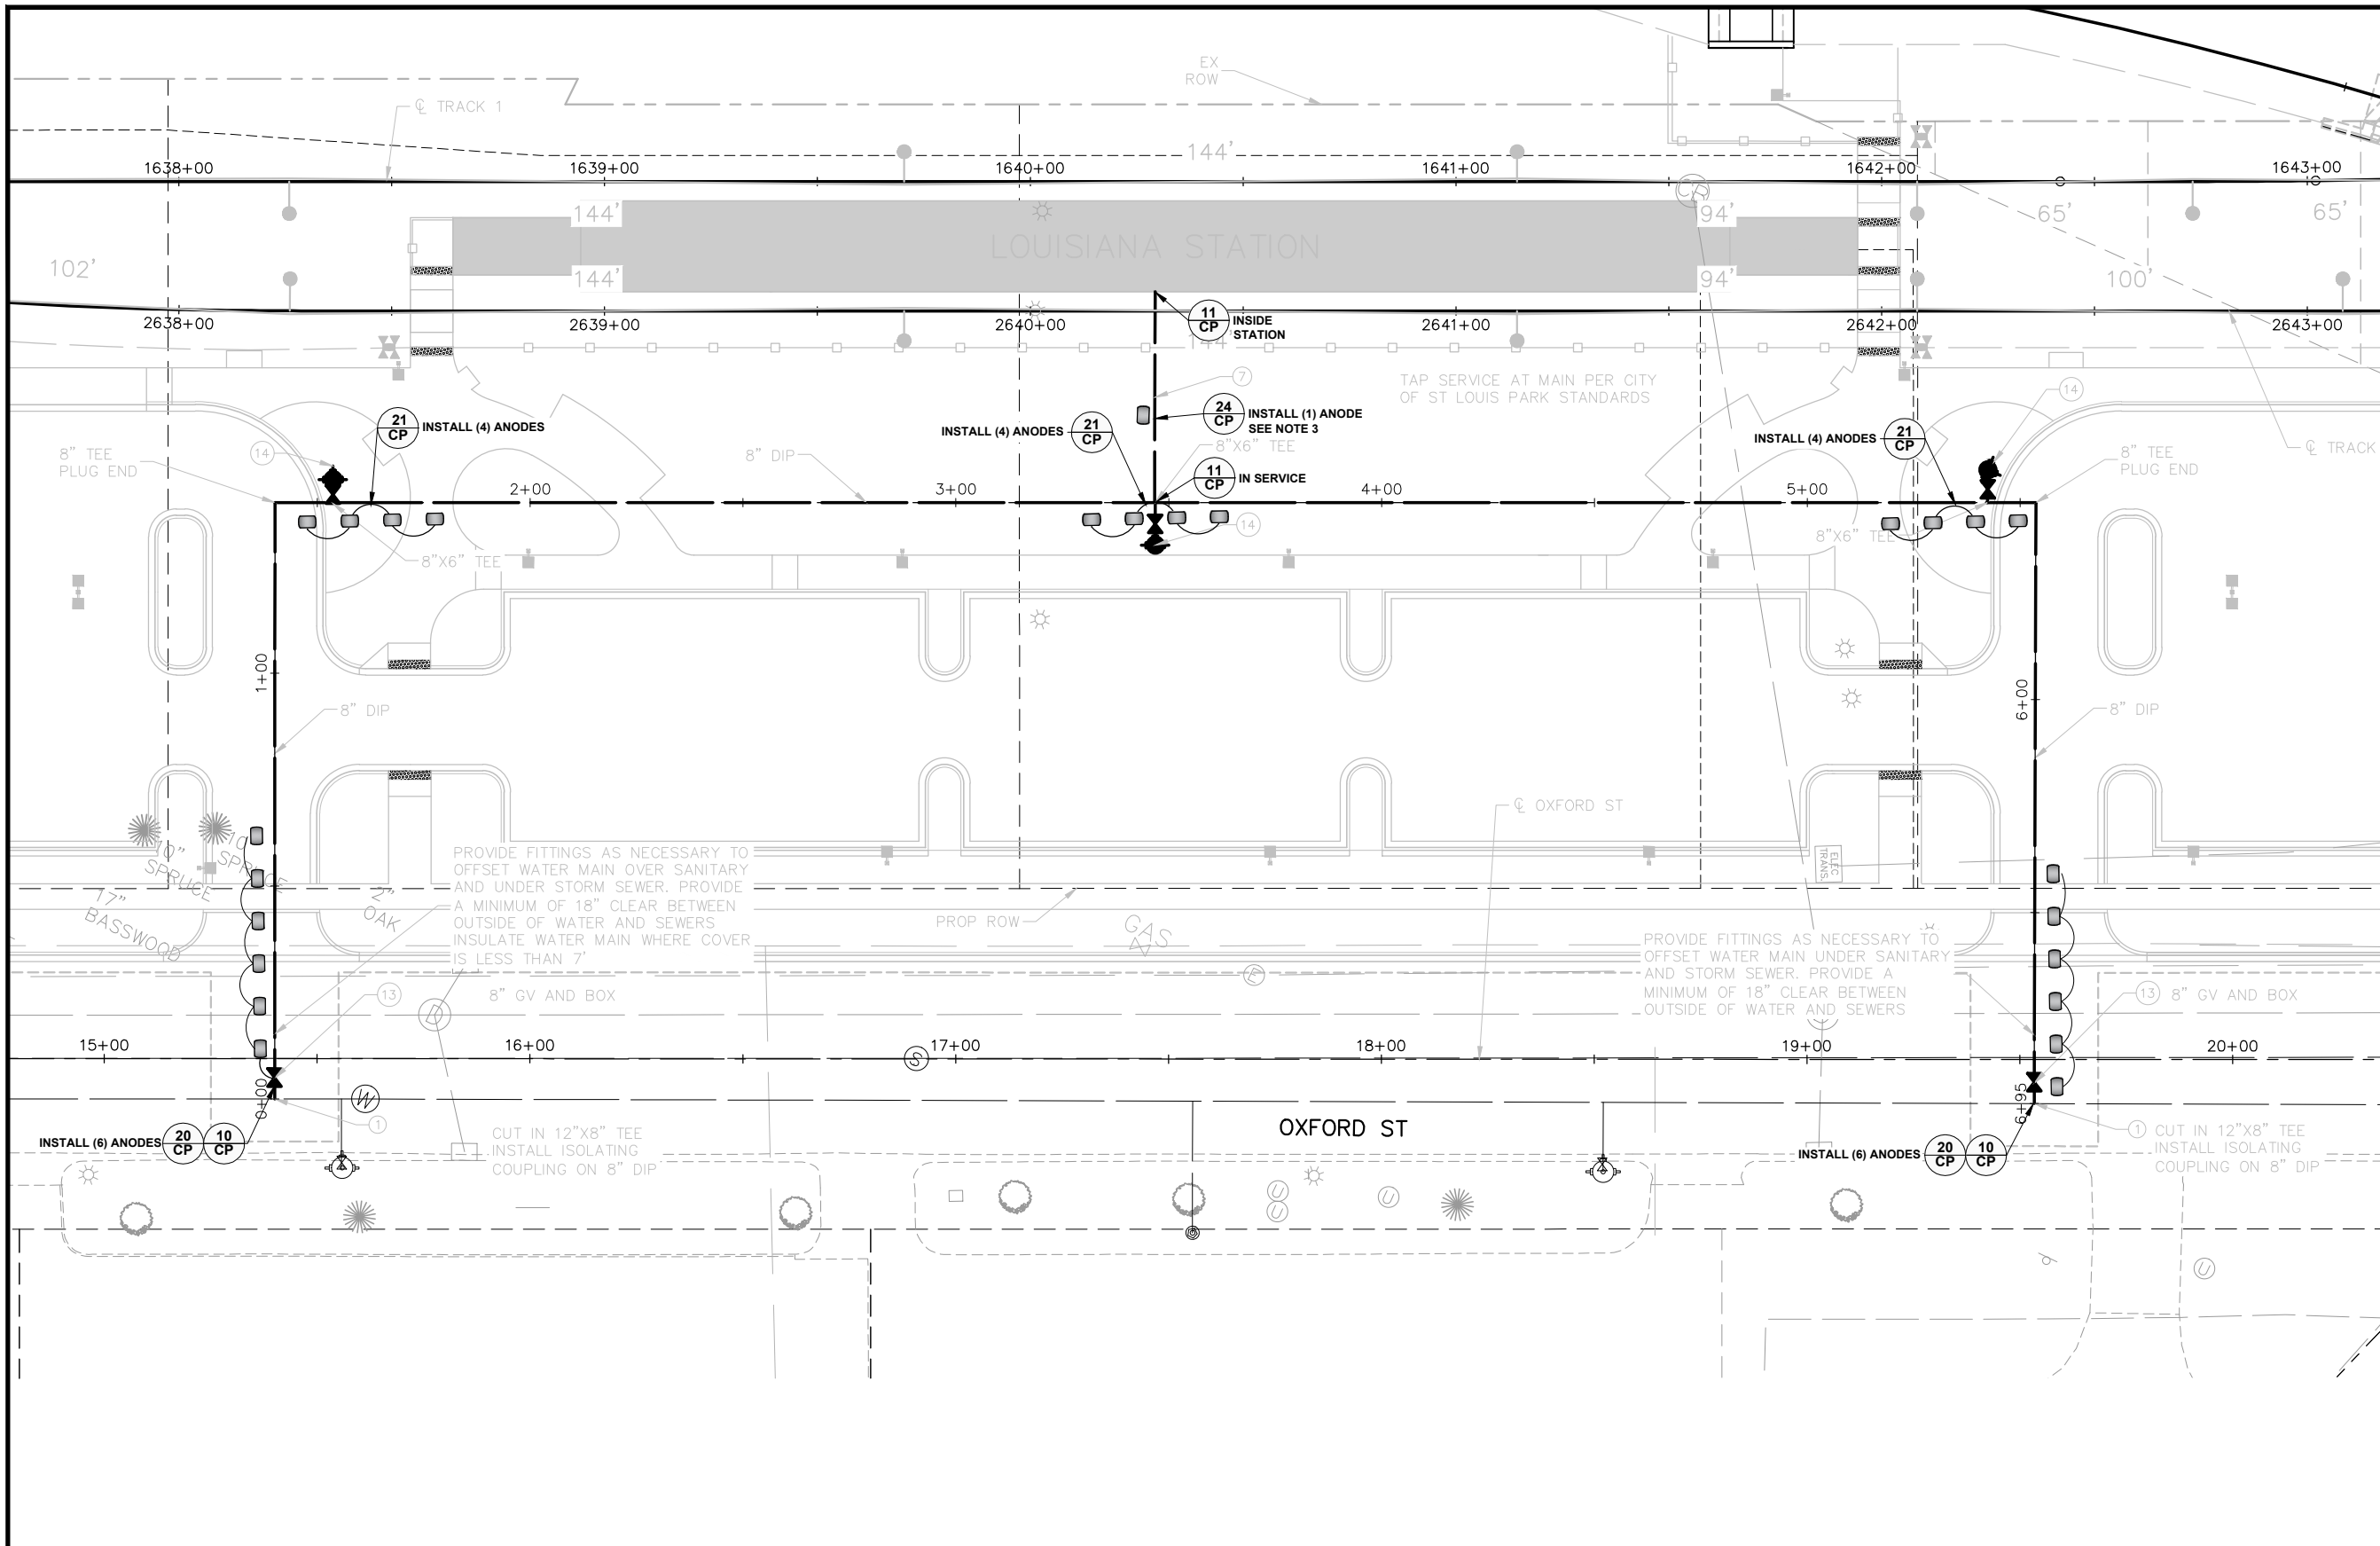 EX
ROW
℄ TRACK 1
144'
1638+00
1639+00
1640+00
1641+00
1642+00
1643+00
CR
144'
94'
65'
65'
LOUISIANA STATION
102'
144'
94'
100'
2638+00
2639+00
2640+00
2641+00
2642+00
2643+00
11
CP
INSIDE
STATION
144'
7
TAP SERVICE AT MAIN PER CITY
OF ST LOUIS PARK STANDARDS
14
21
CP
INSTALL (4) ANODES
INSTALL (4) ANODES
21
CP
24
CP
INSTALL (1) ANODE
SEE NOTE 3
INSTALL (4) ANODES
21
CP
℄ TRACK
8" TEE
PLUG END
14
8" DIP
8"X6" TEE
8" TEE
PLUG END
11
CP
IN SERVICE
2+00
3+00
4+00
5+00
14
8"X6" TEE
8"X6" TEE
1+00
6+00
8" DIP
8" DIP
℄ OXFORD ST
10"
SPRUCE
10"
SPRUCE
17"
BASSWOOD
2"
OAK
PROVIDE FITTINGS AS NECESSARY TO
OFFSET WATER MAIN OVER SANITARY
AND UNDER STORM SEWER. PROVIDE
A MINIMUM OF 18" CLEAR BETWEEN
OUTSIDE OF WATER AND SEWERS
INSULATE WATER MAIN WHERE COVER
IS LESS THAN 7'
ELEC
TRANS
PROP ROW
GAS
PROVIDE FITTINGS AS NECESSARY TO
OFFSET WATER MAIN UNDER SANITARY
AND STORM SEWER. PROVIDE A
MINIMUM OF 18" CLEAR BETWEEN
OUTSIDE OF WATER AND SEWERS
E
13
8" GV AND BOX
D
13
8" GV AND BOX
15+00
16+00
S
17+00
18+00
19+00
20+00
0+00
W
6+95
1
OXFORD ST
INSTALL (6) ANODES
20
CP
10
CP
CUT IN 12"X8" TEE
INSTALL ISOLATING
COUPLING ON 8" DIP
INSTALL (6) ANODES
20
CP
10
CP
1
CUT IN 12"X8" TEE
INSTALL ISOLATING
COUPLING ON 8" DIP
U
U
U
U